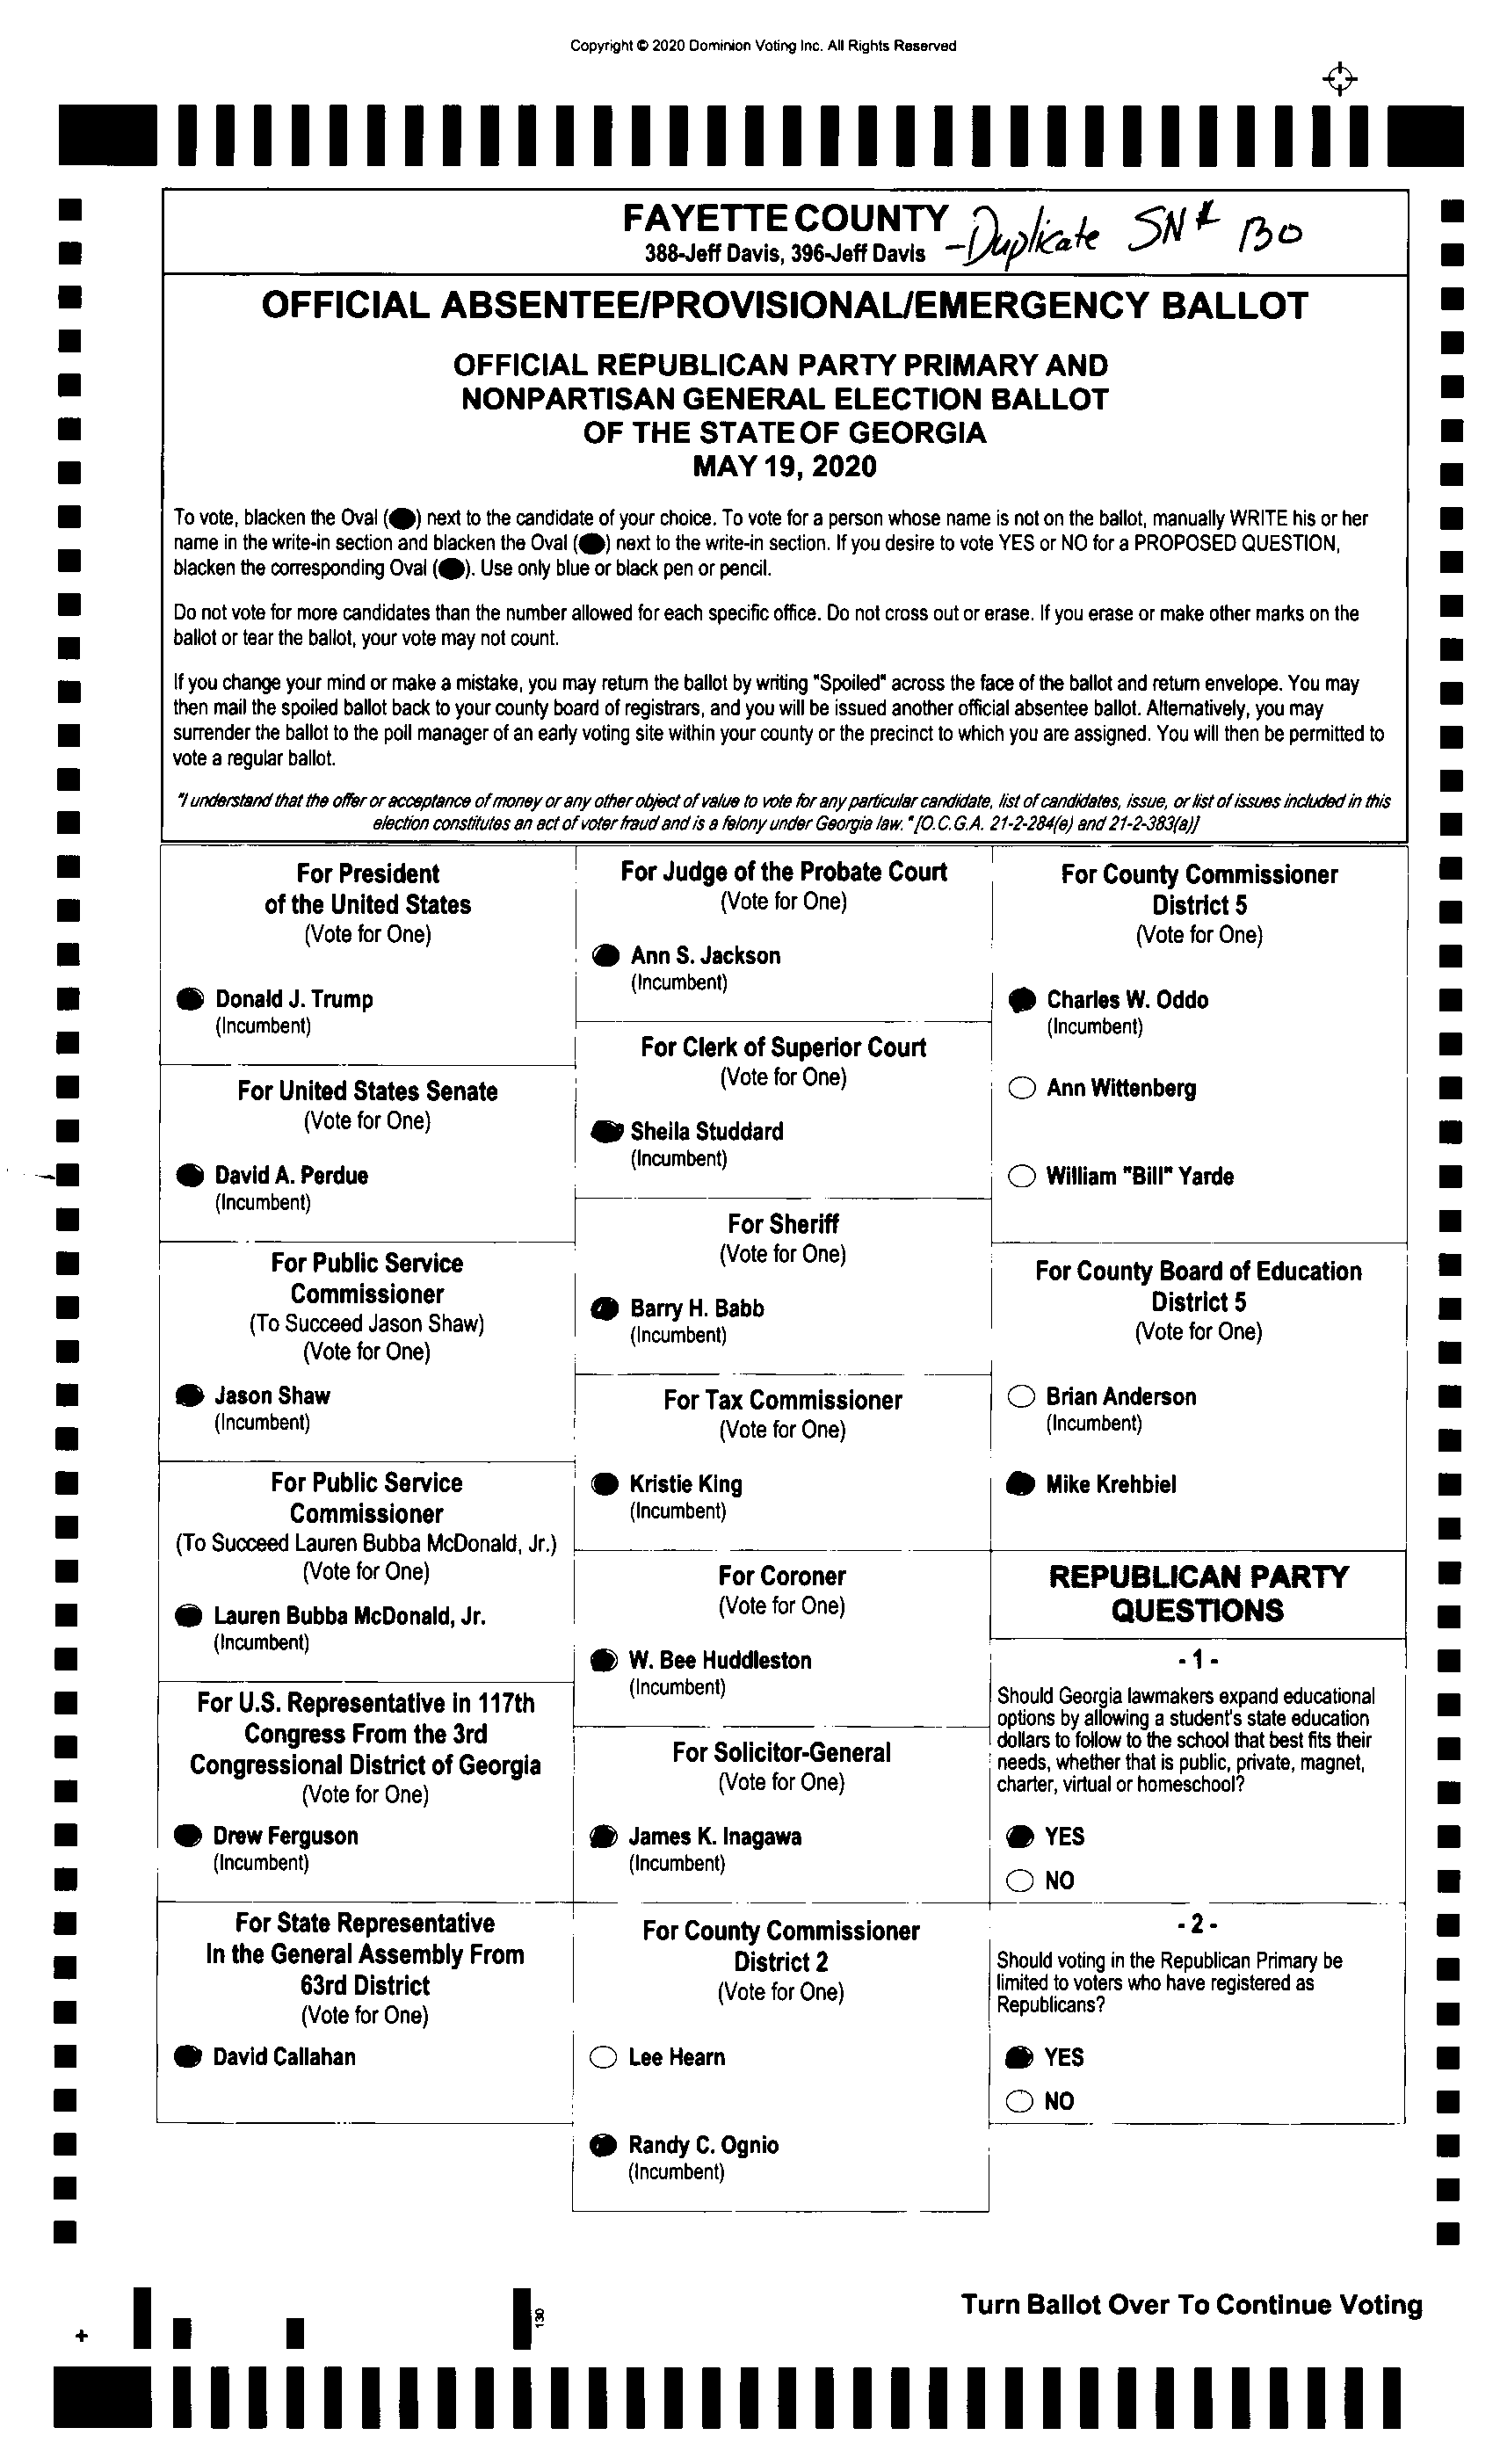 Copyright © 2020 Dominion Voting Inc. All Rights Reserved
FAYETTE COUNTY
388-Jeff Davis, 396-Jeff Davis
-Duplicate SN# 130
OFFICIAL ABSENTEE/PROVISIONAL/EMERGENCY BALLOT
OFFICIAL REPUBLICAN PARTY PRIMARY AND
NONPARTISAN GENERAL ELECTION BALLOT
OF THE STATE OF GEORGIA
MAY 19, 2020
To vote, blacken the Oval () next to the candidate of your choice. To vote for a person whose name is not on the ballot, manually WRITE his or her
name in the write-in section and blacken the Oval () next to the write-in section. If you desire to vote YES or NO for a PROPOSED QUESTION,
blacken the corresponding Oval (). Use only blue or black pen or pencil.
Do not vote for more candidates than the number allowed for each specific office. Do not cross out or erase. If you erase or make other marks on the
ballot or tear the ballot, your vote may not count.
If you change your mind or make a mistake, you may return the ballot by writing "Spoiled" across the face of the ballot and return envelope. You may
then mail the spoiled ballot back to your county board of registrars, and you will be issued another official absentee ballot. Alternatively, you may
surrender the ballot to the poll manager of an early voting site within your county or the precinct to which you are assigned. You will then be permitted to
vote a regular ballot.
"I understand that the offer or acceptance of money or any other object of value to vote for any particular candidate, list of candidates, issue, or list of issues included in this
election constitutes an act of voter fraud and is a felony under Georgia law." [O.C.G.A. 21-2-284(e) and 21-2-383(a)]
For President
of the United States
(Vote for One)
Donald J. Trump
(Incumbent)
For United States Senate
(Vote for One)
David A. Perdue
(Incumbent)
For Public Service
Commissioner
(To Succeed Jason Shaw)
(Vote for One)
Jason Shaw
(Incumbent)
For Public Service
Commissioner
(To Succeed Lauren Bubba McDonald, Jr.)
(Vote for One)
Lauren Bubba McDonald, Jr.
(Incumbent)
For U.S. Representative in 117th
Congress From the 3rd
Congressional District of Georgia
(Vote for One)
Drew Ferguson
(Incumbent)
For State Representative
In the General Assembly From
63rd District
(Vote for One)
David Callahan
For Judge of the Probate Court
(Vote for One)
Ann S. Jackson
(Incumbent)
For Clerk of Superior Court
(Vote for One)
Sheila Studdard
(Incumbent)
For Sheriff
(Vote for One)
Barry H. Babb
(Incumbent)
For Tax Commissioner
(Vote for One)
Kristie King
(Incumbent)
For Coroner
(Vote for One)
W. Bee Huddleston
(Incumbent)
For Solicitor-General
(Vote for One)
James K. Inagawa
(Incumbent)
For County Commissioner
District 2
(Vote for One)
Lee Hearn
Randy C. Ognio
(Incumbent)
For County Commissioner
District 5
(Vote for One)
Charles W. Oddo
(Incumbent)
Ann Wittenberg
William "Bill" Yarde
For County Board of Education
District 5
(Vote for One)
Brian Anderson
(Incumbent)
Mike Krehbiel
REPUBLICAN PARTY
QUESTIONS
- 1 -
Should Georgia lawmakers expand educational
options by allowing a student's state education
dollars to follow to the school that best fits their
needs, whether that is public, private, magnet,
charter, virtual or homeschool?
YES
NO
- 2 -
Should voting in the Republican Primary be
limited to voters who have registered as
Republicans?
YES
NO
130
Turn Ballot Over To Continue Voting